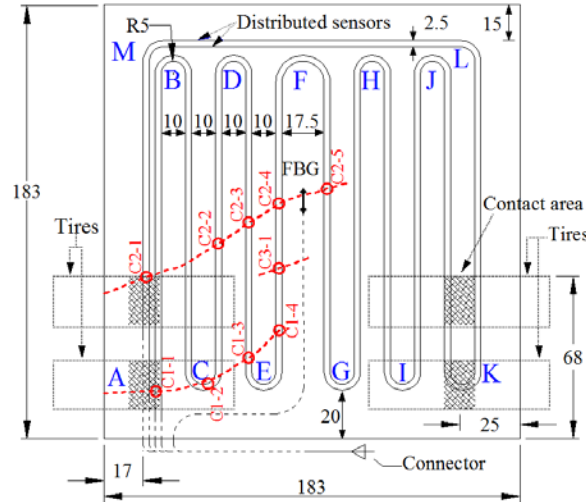 R5
Distributed sensors
2.5
15
M
L
B
D
F
H
J
10
10
10
10
17.5
FBG
C2-5
C2-4
C2-3
C2-2
C2-1
183
Tires
Contact area
Tires
C3-1
C1-4
C1-3
C1-2
C1-1
A
C
E
G
I
K
68
20
25
17
Connector
183